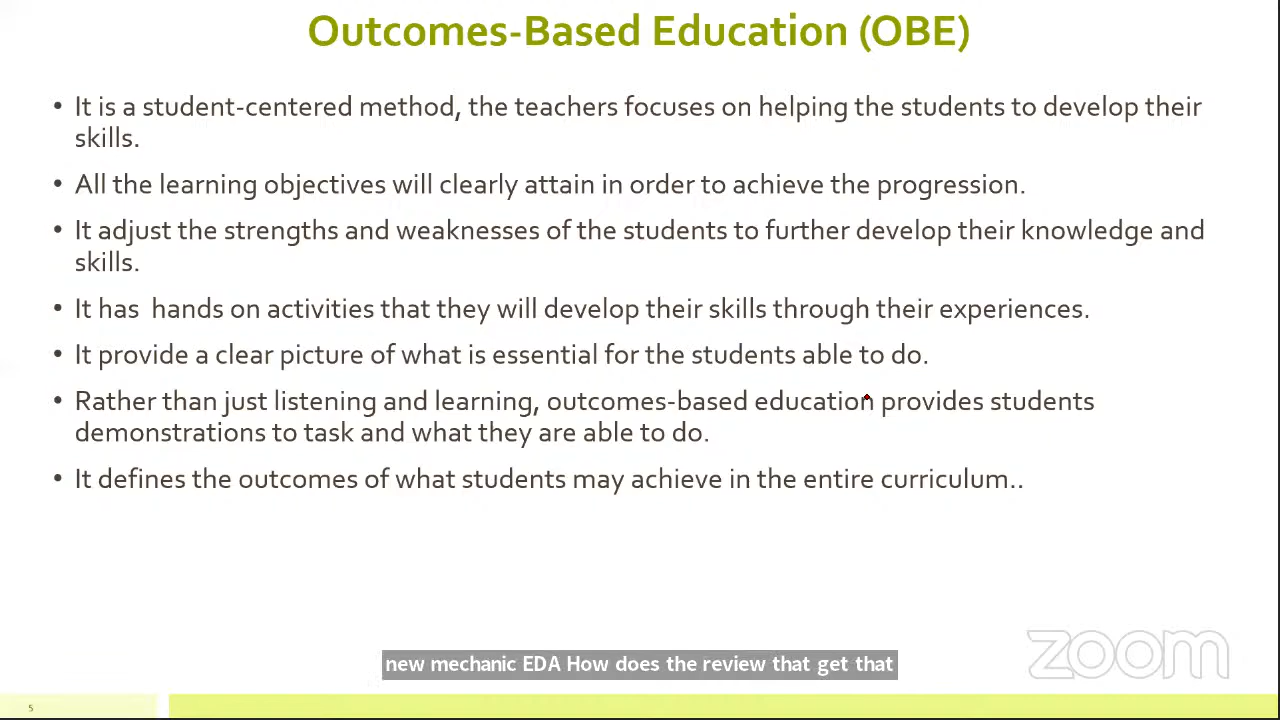 Outcomes-Based Education (OBE)
• It is a student-centered method, the teachers focuses on helping the students to develop their
skills.
• All the learning objectives will clearly attain in order to achieve the progression.
• It adjust the strengths and weaknesses of the students to further develop their knowledge and
skills.
• It has  hands on activities that they will develop their skills through their experiences.
• It provide a clear picture of what is essential for the students able to do.
• Rather than just listening and learning, outcomes-based education provides students
demonstrations to task and what they are able to do.
• It defines the outcomes of what students may achieve in the entire curriculum..
zoom
new mechanic EDA How does the review that get that
5